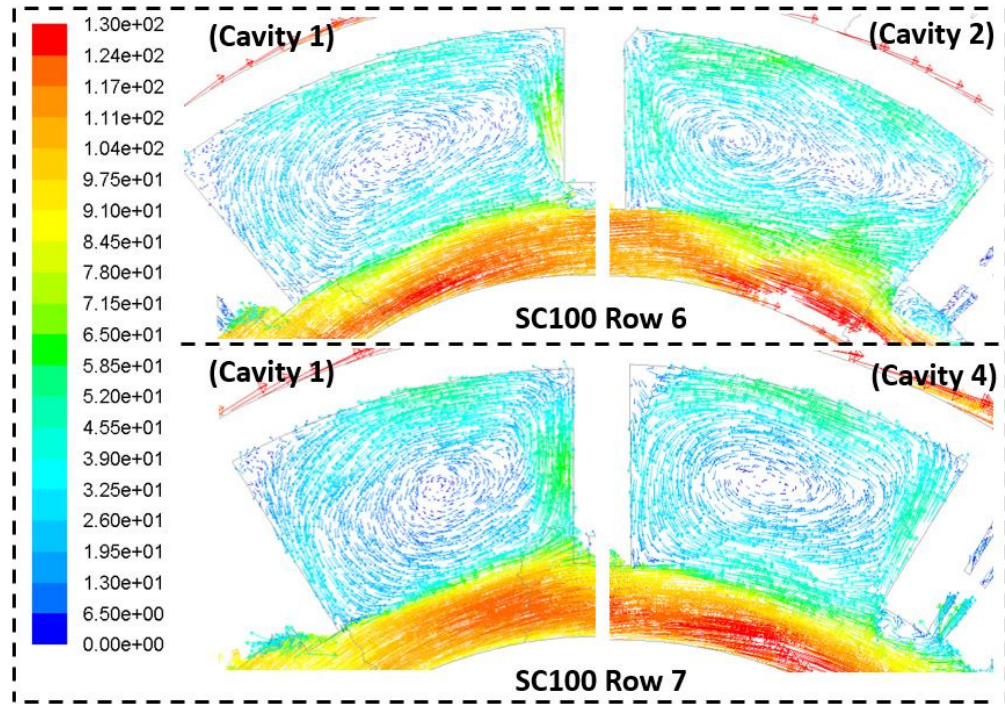 1.30e+02
1.24e+02
1.17e+02
1.11e+02
1.04e+02
9.75e+01
9.10e+01
8.45e+01
7.80e+01
7.15e+01
6.50e+01
5.85e+01
5.20e+01
4.55e+01
3.90e+01
3.25e+01
2.60e+01
1.95e+01
1.30e+01
6.50e+00
0.00e+00
(Cavity 1)
(Cavity 2)
SC100 Row 6
(Cavity 1)
(Cavity 4)
SC100 Row 7